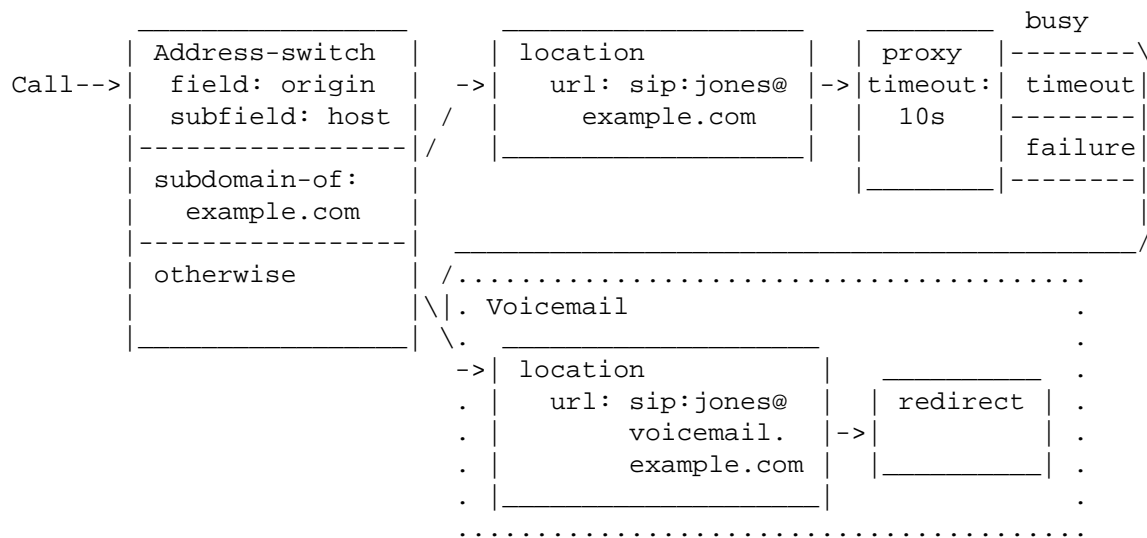 busy
Address-switch location proxy
Call--> field: origin -> url: sip:jones@ -> timeout: timeout
subfield: host example.com 10s
failure
subdomain-of:
example.com
otherwise
Voicemail
-> location
url: sip:jones@ redirect
voicemail. ->
example.com